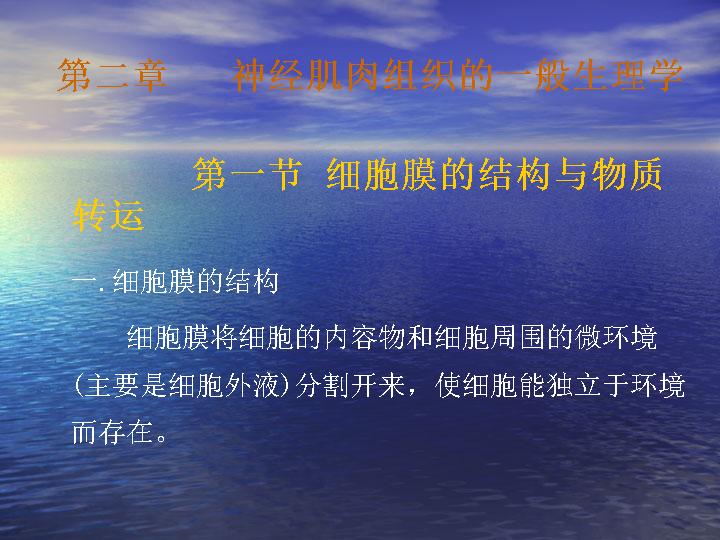 第二章 神经肌肉组织的一般生理学
第一节 细胞膜的结构与物质
转运
一.细胞膜的结构
细胞膜将细胞的内容物和细胞周围的微环境
(主要是细胞外液)分割开来，使细胞能独立于环境
而存在。